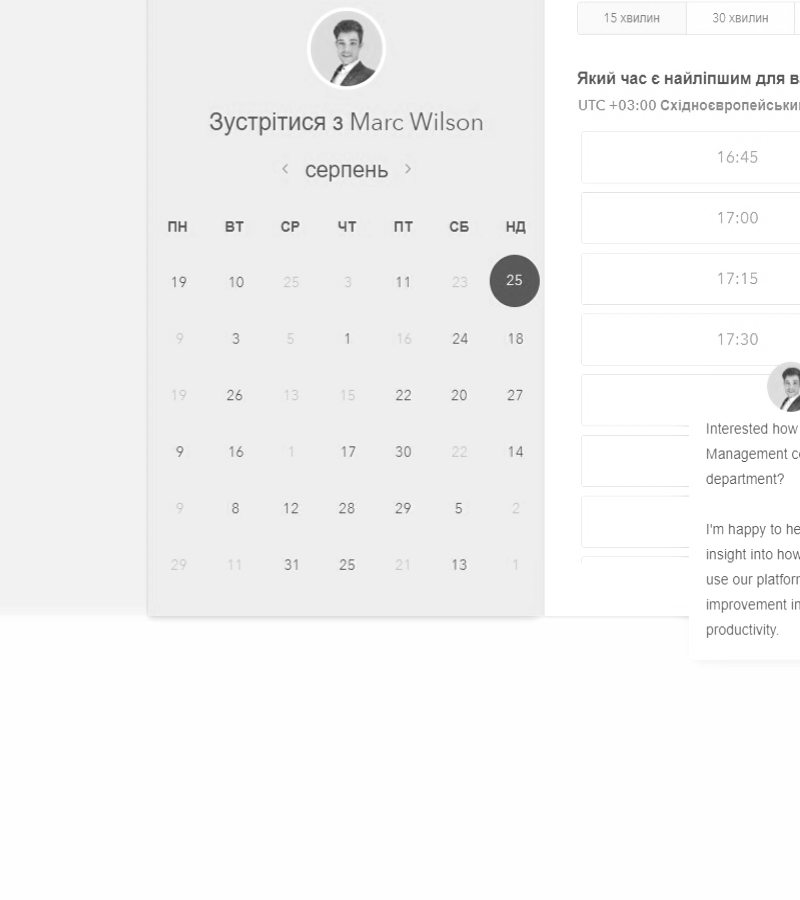 Зустрітися з Marc Wilson
серпень
ПН ВТ СР ЧТ ПТ СБ НД
19 10 25 3 11 23 25
9 3 5 1 16 24 18
19 26 13 15 22 20 27
9 16 1 17 30 22 14
9 8 12 28 29 5 2
29 11 31 25 21 13 1
15 хвилин 30 хвилин
Який час є найліпшим для
UTC +03:00
16:45
17:00
17:15
17:30
Interested how
Management
department?
I'm happy to
insight into how
use our
improvement
productivity.